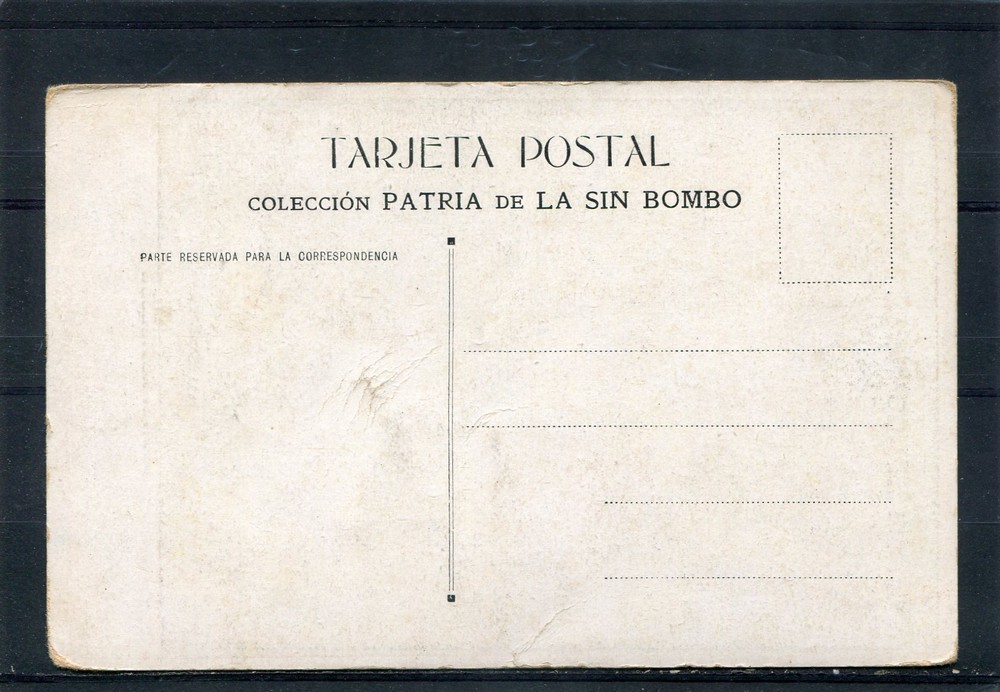 TARJETA POSTAL
COLECCIÓN PATRIA DE LA SIN BOMBO
PARTE RESERVADA PARA LA CORRESPONDENCIA